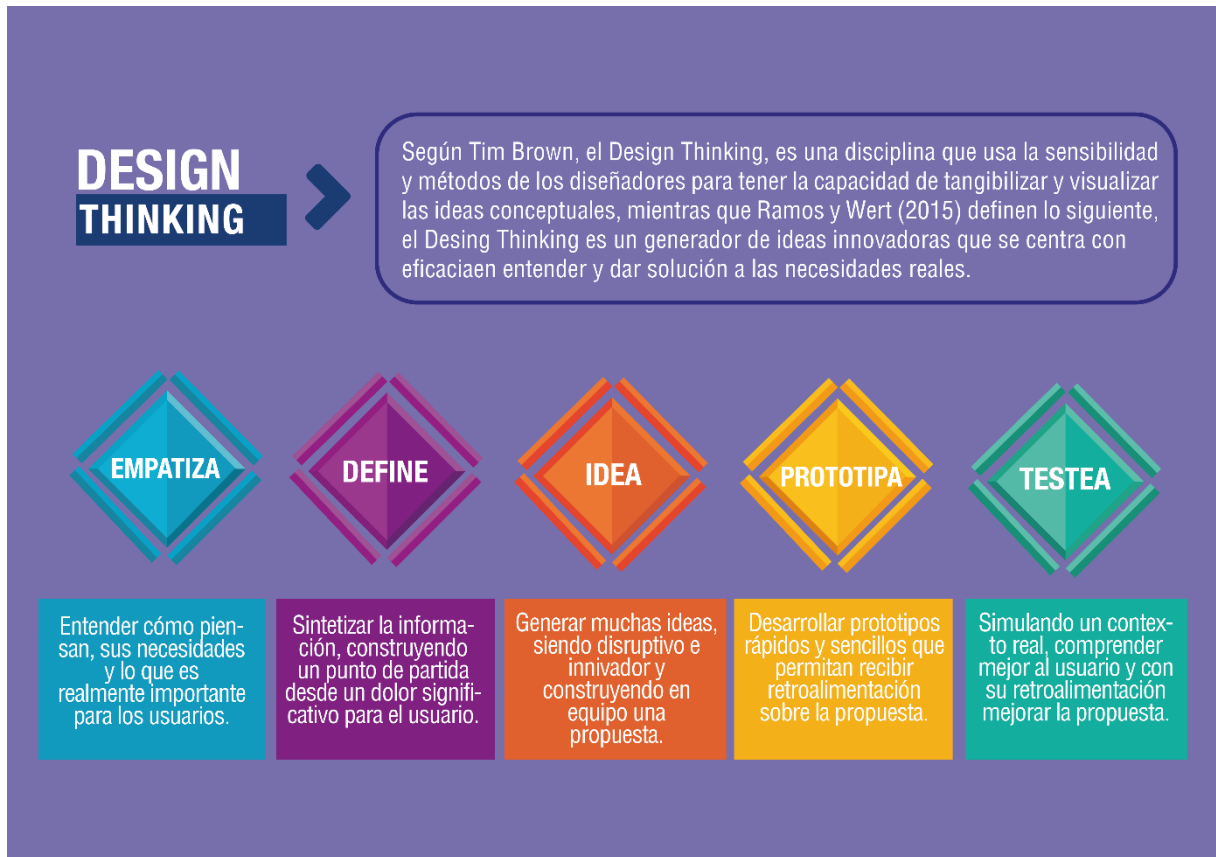 DESIGN
THINKING
Según Tim Brown, el Design Thinking, es una disciplina que usa la sensibilidad
y métodos de los diseñadores para tener la capacidad de tangibilizar y visualizar
las ideas conceptuales, mientras que Ramos y Wert (2015) definen lo siguiente,
el Desing Thinking es un generador de ideas innovadoras que se centra con
eficaciaen entender y dar solución a las necesidades reales.
EMPATIZA
DEFINE
IDEA
PROTOTIPA
TESTEA
Entender cómo pien-
san, sus necesidades
y lo que es
realmente importante
para los usuarios.
Sintetizar la informa-
ción, construyendo
un punto de partida
desde un dolor signifi-
cativo para el usuario.
Generar muchas ideas,
siendo disruptivo e
innivador y
construyendo en
equipo una
propuesta.
Desarrollar prototipos
rápidos y sencillos que
permitan recibir
retroalimentación
sobre la propuesta.
Simulando un contex-
to real, comprender
mejor al usuario y con
su retroalimentación
mejorar la propuesta.